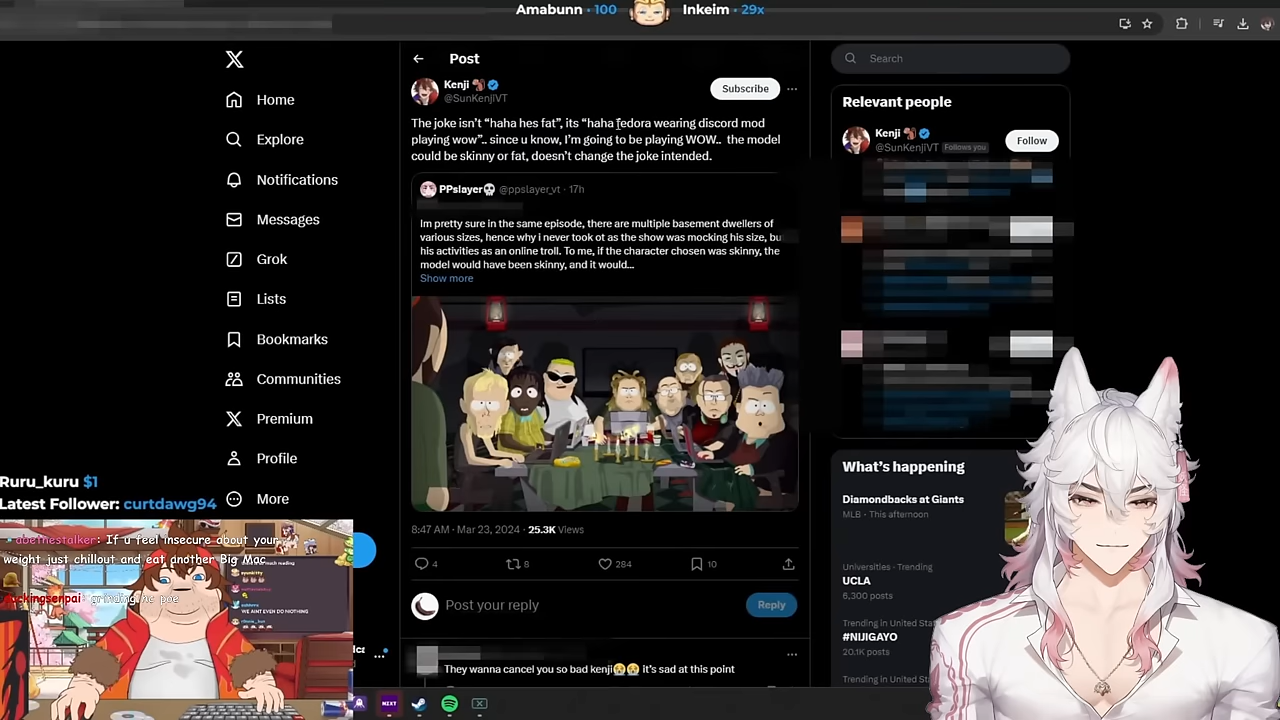 Amabunn · 100
Inkeim · 29x
Post
Search
Home
Explore
Notifications
Messages
Grok
Lists
Bookmarks
Communities
Premium
Profile
More
Kenji
@SunKenjiVT
Subscribe
The joke isn't “haha hes fat”, its “haha fedora wearing discord mod
playing wow”.. since u know, I'm going to be playing WOW.. the model
could be skinny or fat, doesn't change the joke intended.
PPslayer💀 @ppslayer_vt · 17h
Im pretty sure in the same episode, there are multiple basement dwellers of
various sizes, hence why i never took ot as the show was mocking his size, bu
his activities as an online troll. To me, if the character chosen was skinny, the
model would have been skinny, and it would...
Show more
8:47 AM · Mar 23, 2024 · 25.3K Views
4
8
284
10
Post your reply
Reply
They wanna cancel you so bad kenji😭😭 it's sad at this point
Relevant people
Kenji
@SunKenjiVT Follows you
Follow
What's happening
Diamondbacks at Giants
MLB · This afternoon
Universities · Trending
UCLA
6,300 posts
Trending in United Stat
#NIJIGAYO
20.1K posts
Trending in United Sta
Ruru_kuru $1
Latest Follower: curtdawg94
: If u feel insecure about your
weight just chillout and eat another Big Mac
WE AINT EVEN DO NOTHING
NEXT